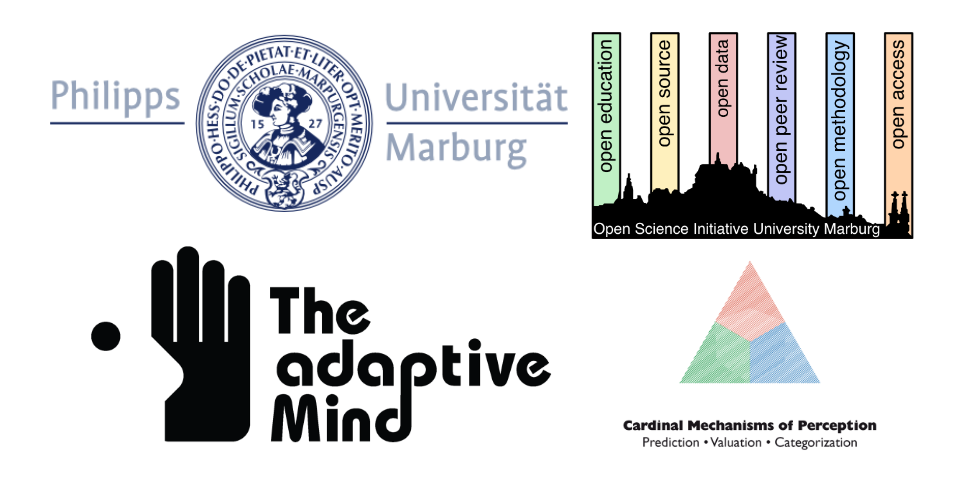 Philipps
PHILIPPO·HESS·DO·DE·PIETAT·ET·LITER·OPT·MERITO·AUSP
SIGILLUM·SCHOLAE·MARPURGENSIS
15 27
Universität
Marburg
open education
open source
open data
open peer review
open methodology
open access
Open Science Initiative University Marburg
The
adaptive
Mind
Cardinal Mechanisms of Perception
Prediction • Valuation • Categorization